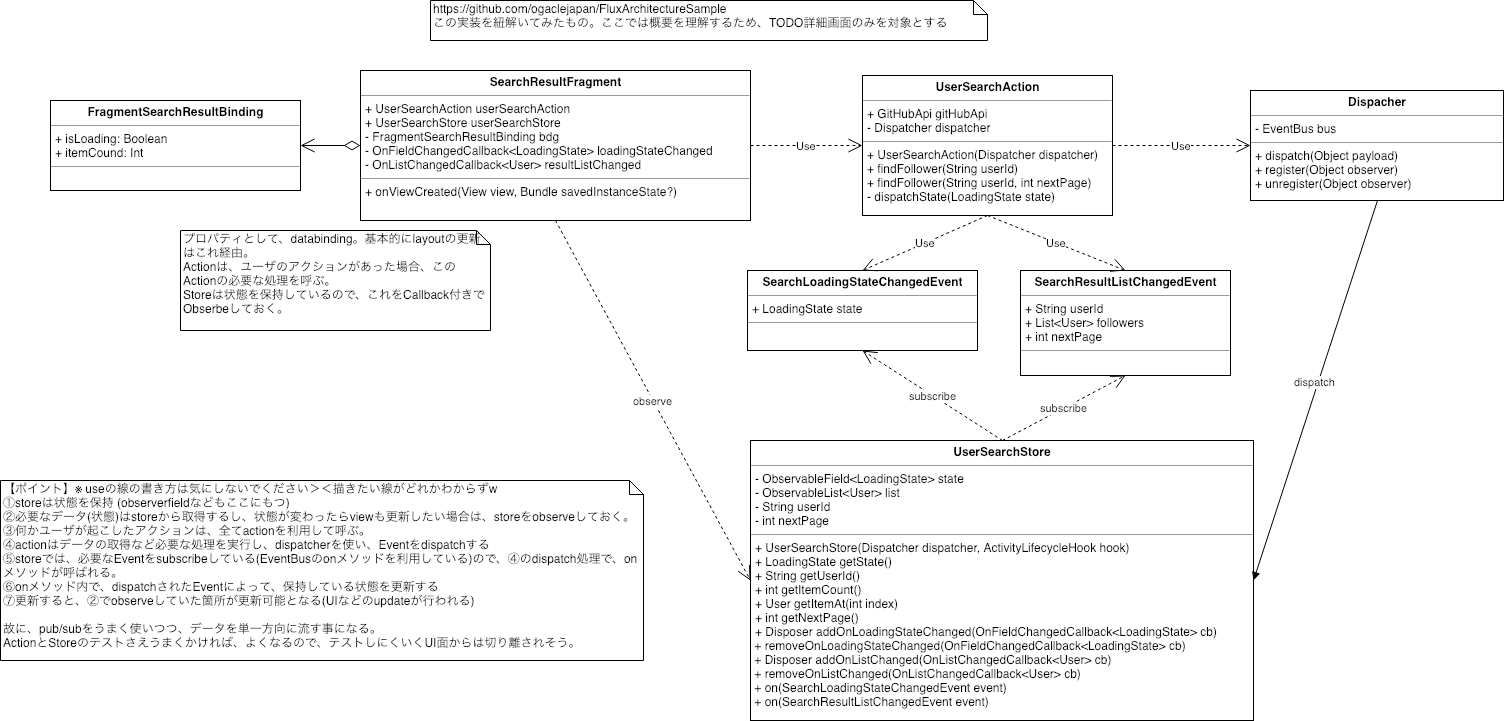 https://github.com/ogaclejapan/FluxArchitectureSample
この実装を紐解いてみたもの。ここでは概要を理解するため、TODO詳細画面のみを対象とする
FragmentSearchResultBinding
+ isLoading: Boolean
+ itemCound: Int
SearchResultFragment
+ UserSearchAction userSearchAction
+ UserSearchStore userSearchStore
- FragmentSearchResultBinding bdg
- OnFieldChangedCallback<LoadingState> loadingStateChanged
- OnListChangedCallback<User> resultListChanged
+ onViewCreated(View view, Bundle savedInstanceState?)
Use
UserSearchAction
+ GitHubApi gitHubApi
- Dispatcher dispatcher
+ UserSearchAction(Dispatcher dispatcher)
+ findFollower(String userId)
+ findFollower(String userId, int nextPage)
- dispatchState(LoadingState state)
Use
Dispacher
- EventBus bus
+ dispatch(Object payload)
+ register(Object observer)
+ unregister(Object observer)
プロパティとして、databinding。基本的にlayoutの更新
はこれ経由。
Actionは、ユーザのアクションがあった場合、この
Actionの必要な処理を呼ぶ。
Storeは状態を保持しているので、これをCallback付きで
Obserbeしておく。
Use
Use
SearchLoadingStateChangedEvent
+ LoadingState state
SearchResultListChangedEvent
+ String userId
+ List<User> followers
+ int nextPage
observe
subscribe
subscribe
dispatch
UserSearchStore
- ObservableField<LoadingState> state
- ObservableList<User> list
- String userId
- int nextPage
+ UserSearchStore(Dispatcher dispatcher, ActivityLifecycleHook hook)
+ LoadingState getState()
+ String getUserId()
+ int getItemCount()
+ User getItemAt(int index)
+ int getNextPage()
+ Disposer addOnLoadingStateChanged(OnFieldChangedCallback<LoadingState> cb)
+ removeOnLoadingStateChanged(OnFieldChangedCallback<LoadingState> cb)
+ Disposer addOnListChanged(OnListChangedCallback<User> cb)
+ removeOnListChanged(OnListChangedCallback<User> cb)
+ on(SearchLoadingStateChangedEvent event)
+ on(SearchResultListChangedEvent event)
【ポイント】※ useの線の書き方は気にしないでください＞＜描きたい線がどれかわからずw
①storeは状態を保持 (observerfieldなどもここにもつ)
②必要なデータ(状態)はstoreから取得するし、状態が変わったらviewも更新したい場合は、storeをobserveしておく。
③何かユーザが起こしたアクションは、全てactionを利用して呼ぶ。
④actionはデータの取得など必要な処理を実行し、dispatcherを使い、Eventをdispatchする
⑤storeでは、必要なEventをsubscribeしている(EventBusのonメソッドを利用している)ので、④のdispatch処理で、on
メソッドが呼ばれる。
⑥onメソッド内で、dispatchされたEventによって、保持している状態を更新する
⑦更新すると、②でobserveしていた箇所が更新可能となる(UIなどのupdateが行われる)
故に、pub/subをうまく使いつつ、データを単一方向に流す事になる。
ActionとStoreのテストさえうまくかければ、よくなるので、テストしにくいくUI面からは切り離されそう。